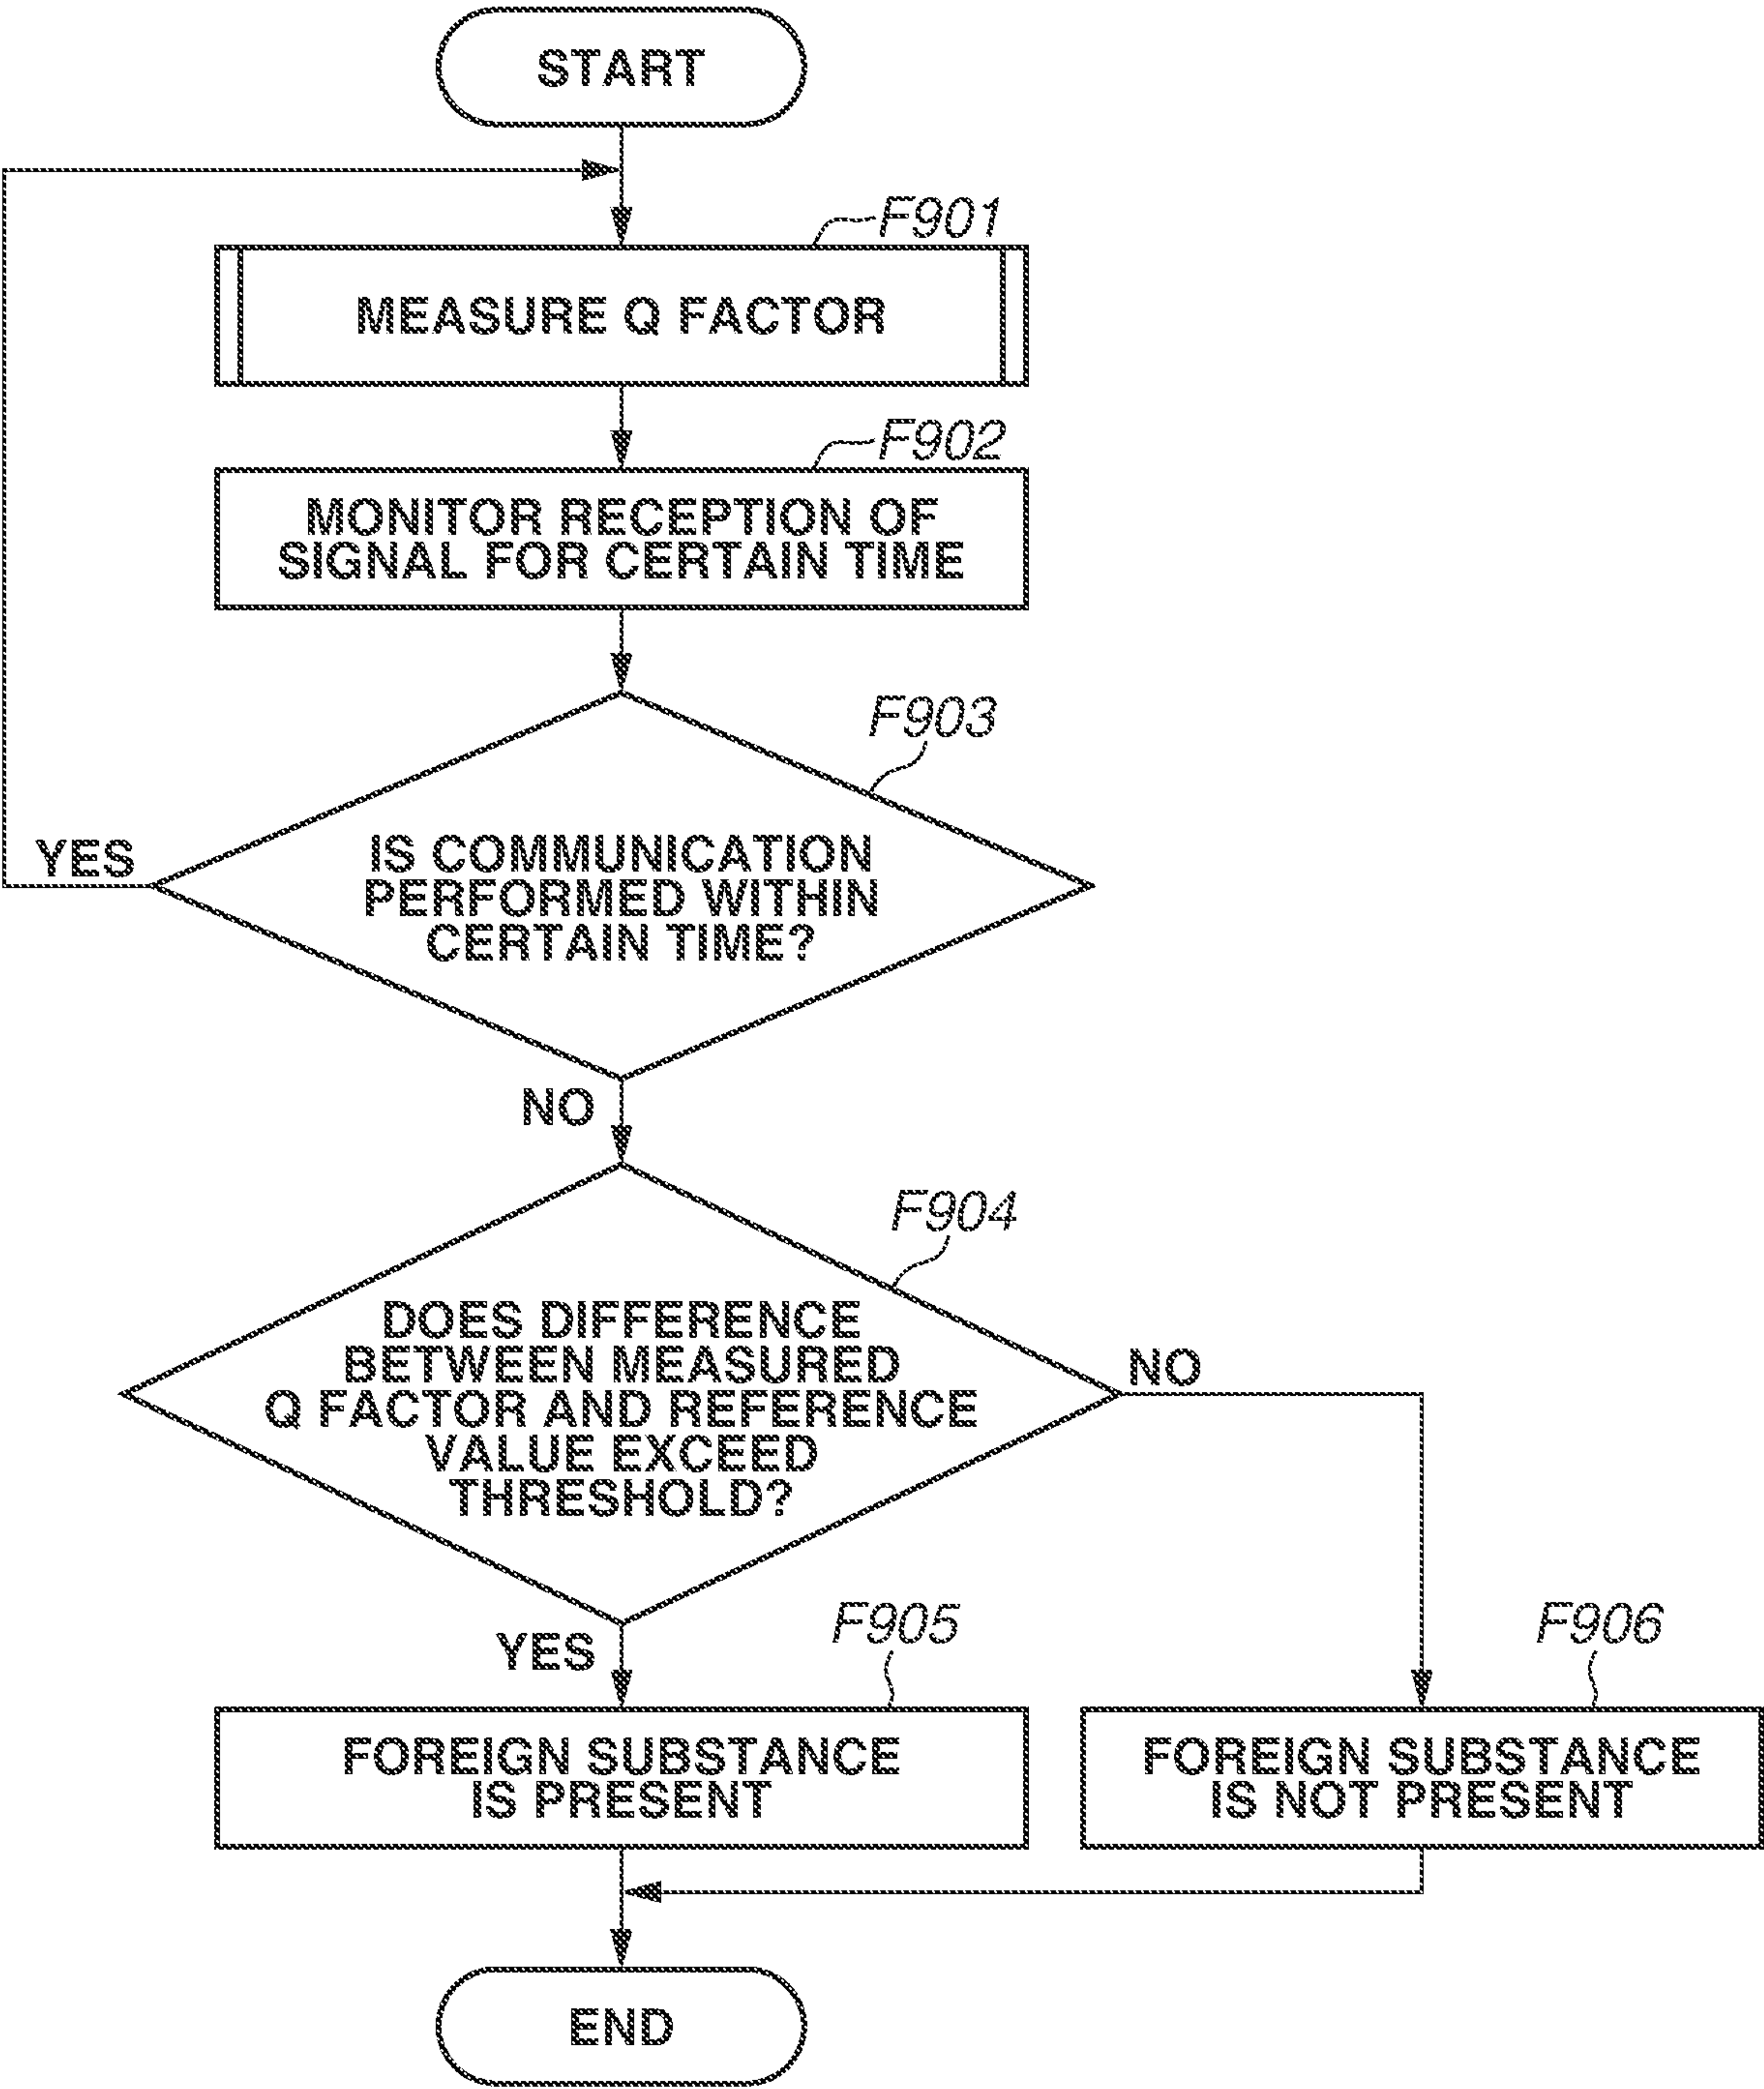 START
F901
MEASURE Q FACTOR
F902
MONITOR RECEPTION OF
SIGNAL FOR CERTAIN TIME
F903
IS COMMUNICATION
PERFORMED WITHIN
CERTAIN TIME?
YES
NO
F904
DOES DIFFERENCE
BETWEEN MEASURED
Q FACTOR AND REFERENCE
VALUE EXCEED
THRESHOLD?
NO
YES
F905
FOREIGN SUBSTANCE
IS PRESENT
F906
FOREIGN SUBSTANCE
IS NOT PRESENT
END